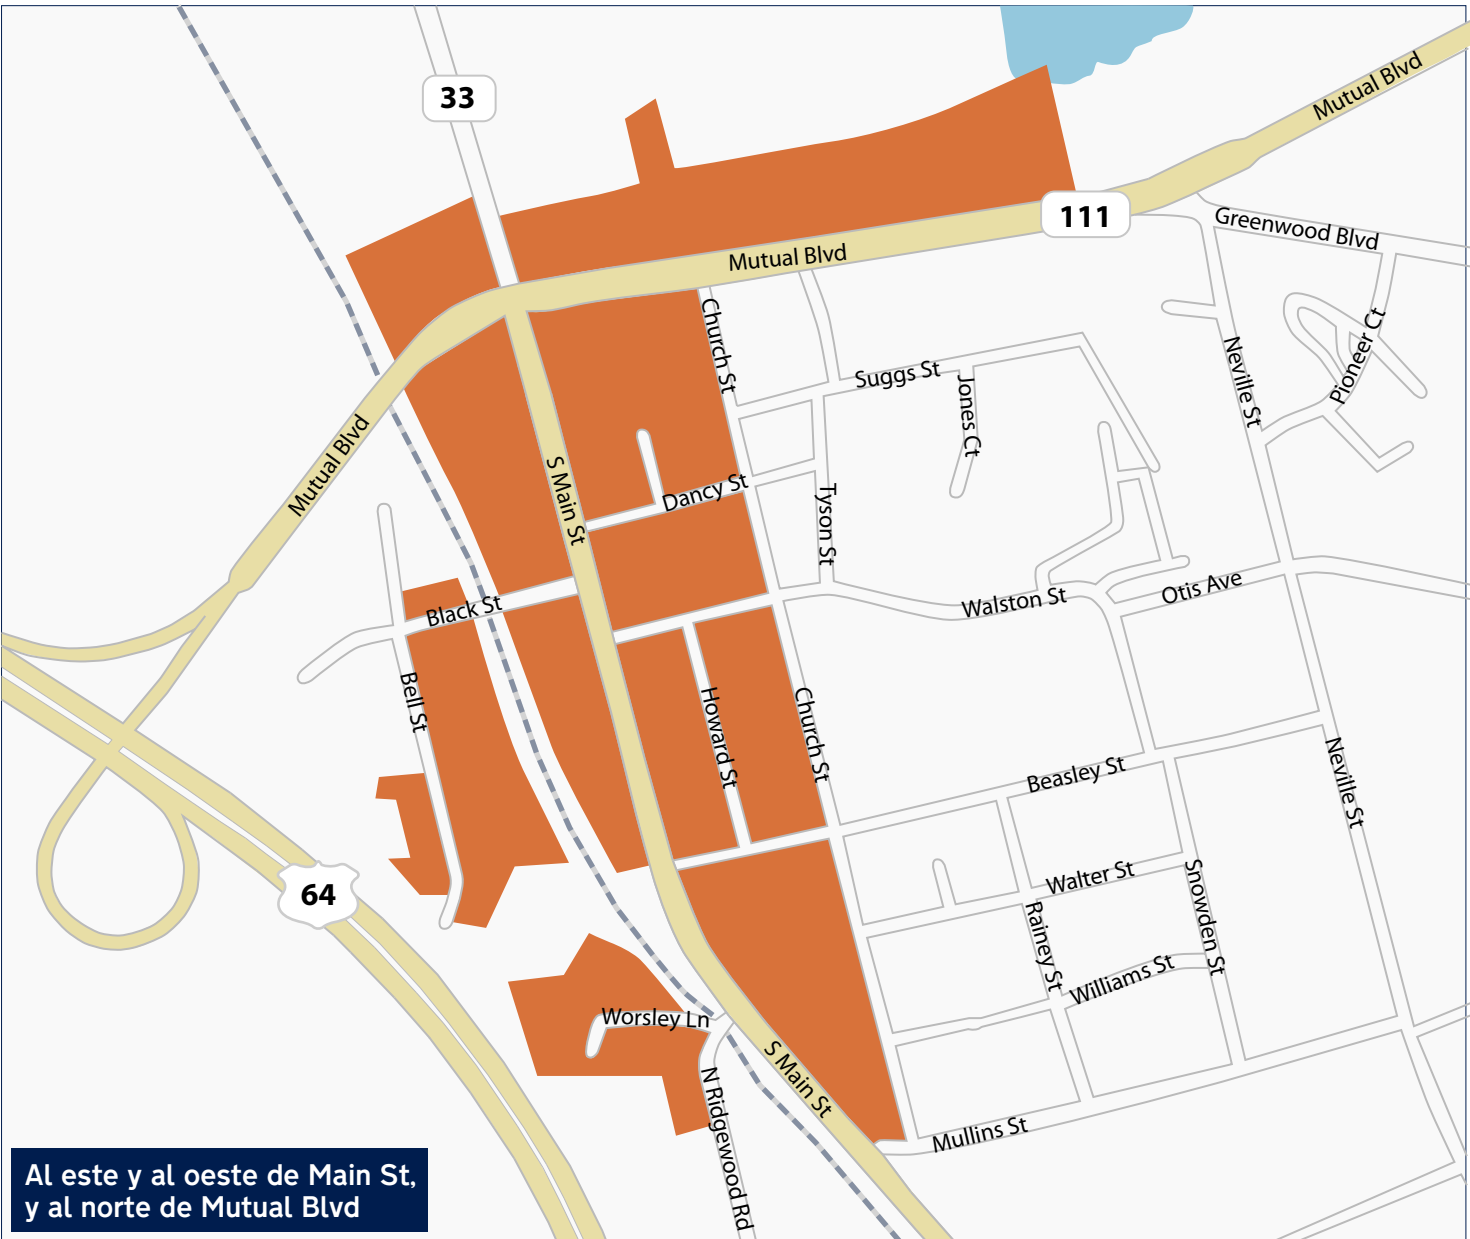 33
Mutual Blvd
111
Greenwood Blvd
Mutual Blvd
Church St
Suggs St
Jones Ct
Neville St
Pioneer Ct
Mutual Blvd
S Main St
Dancy St
Tyson St
Black St
Walston St
Otis Ave
Bell St
Howard St
Church St
Beasley St
Neville St
64
Walter St
Snowden St
Rainey St
Williams St
Worsley Ln
S Main St
N Ridgewood Rd
Mullins St
Al este y al oeste de Main St,
y al norte de Mutual Blvd